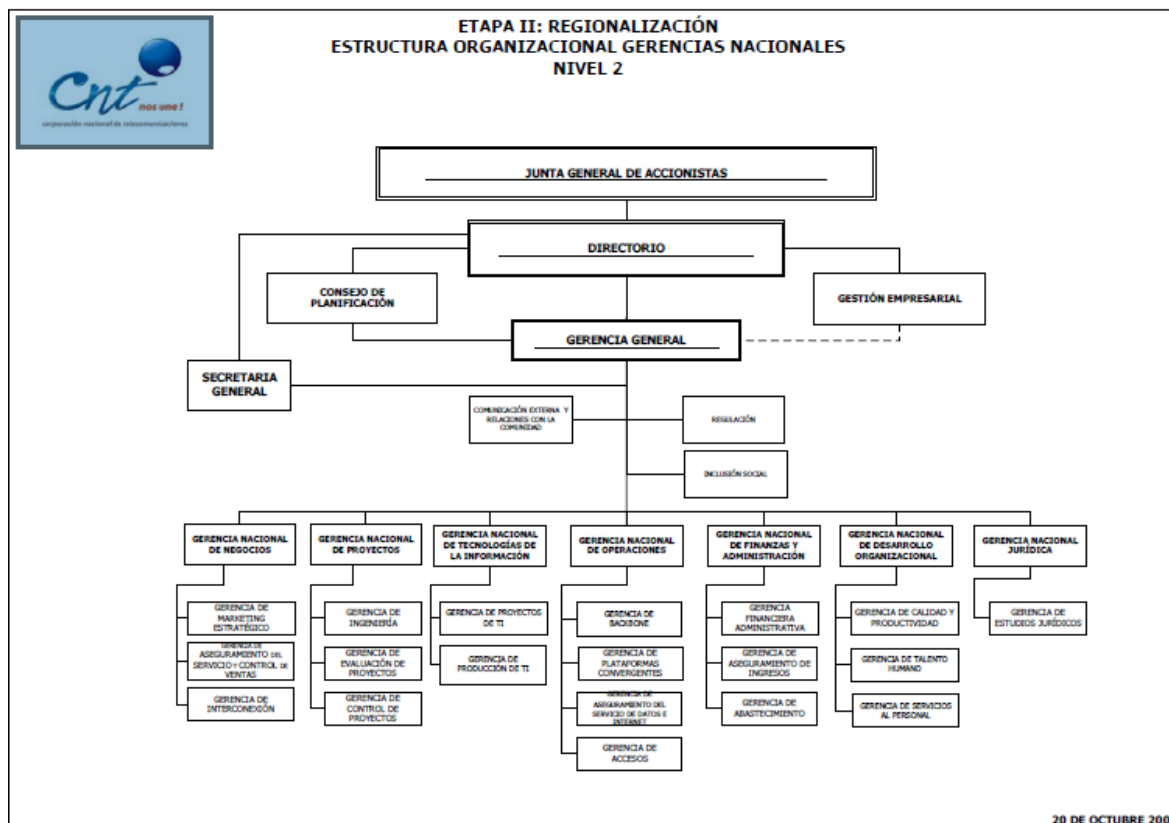 ETAPA II: REGIONALIZACIÓN
ESTRUCTURA ORGANIZACIONAL GERENCIAS NACIONALES
NIVEL 2
Cnt
nos une!
corporación nacional de telecomunicaciones
JUNTA GENERAL DE ACCIONISTAS
DIRECTORIO
CONSEJO DE
PLANIFICACIÓN
GESTIÓN EMPRESARIAL
GERENCIA GENERAL
SECRETARIA
GENERAL
COMUNICACIÓN EXTERNA Y
RELACIONES CON LA
COMUNIDAD
REGULACIÓN
INCLUSIÓN SOCIAL
GERENCIA NACIONAL
DE NEGOCIOS
GERENCIA NACIONAL
DE PROYECTOS
GERENCIA NACIONAL
DE TECNOLOGÍAS DE
LA INFORMACIÓN
GERENCIA NACIONAL
DE OPERACIONES
GERENCIA NACIONAL
DE FINANZAS Y
ADMINISTRACIÓN
GERENCIA NACIONAL
DE DESARROLLO
ORGANIZACIONAL
GERENCIA NACIONAL
JURÍDICA
GERENCIA DE
MARKETING
ESTRATÉGICO
GERENCIA DE
ASEGURAMIENTO DEL
SERVICIO Y CONTROL DE
VENTAS
GERENCIA DE
INTERCONEXIÓN
GERENCIA DE
INGENIERÍA
GERENCIA DE
EVALUACIÓN DE
PROYECTOS
GERENCIA DE
CONTROL DE
PROYECTOS
GERENCIA DE PROYECTOS
DE TI
GERENCIA DE
PRODUCCIÓN DE TI
GERENCIA DE
BACKBONE
GERENCIA DE
PLATAFORMAS
CONVERGENTES
GERENCIA DE
ASEGURAMIENTO DEL
SERVICIO DE DATOS E
INTERNET
GERENCIA DE
ACCESOS
GERENCIA
FINANCIERA
ADMINISTRATIVA
GERENCIA DE
ASEGURAMIENTO DE
INGRESOS
GERENCIA DE
ABASTECIMIENTO
GERENCIA DE CALIDAD Y
PRODUCTIVIDAD
GERENCIA DE TALENTO
HUMANO
GERENCIA DE SERVICIOS
AL PERSONAL
GERENCIA DE
ESTUDIOS JURÍDICOS
20 DE OCTUBRE 200